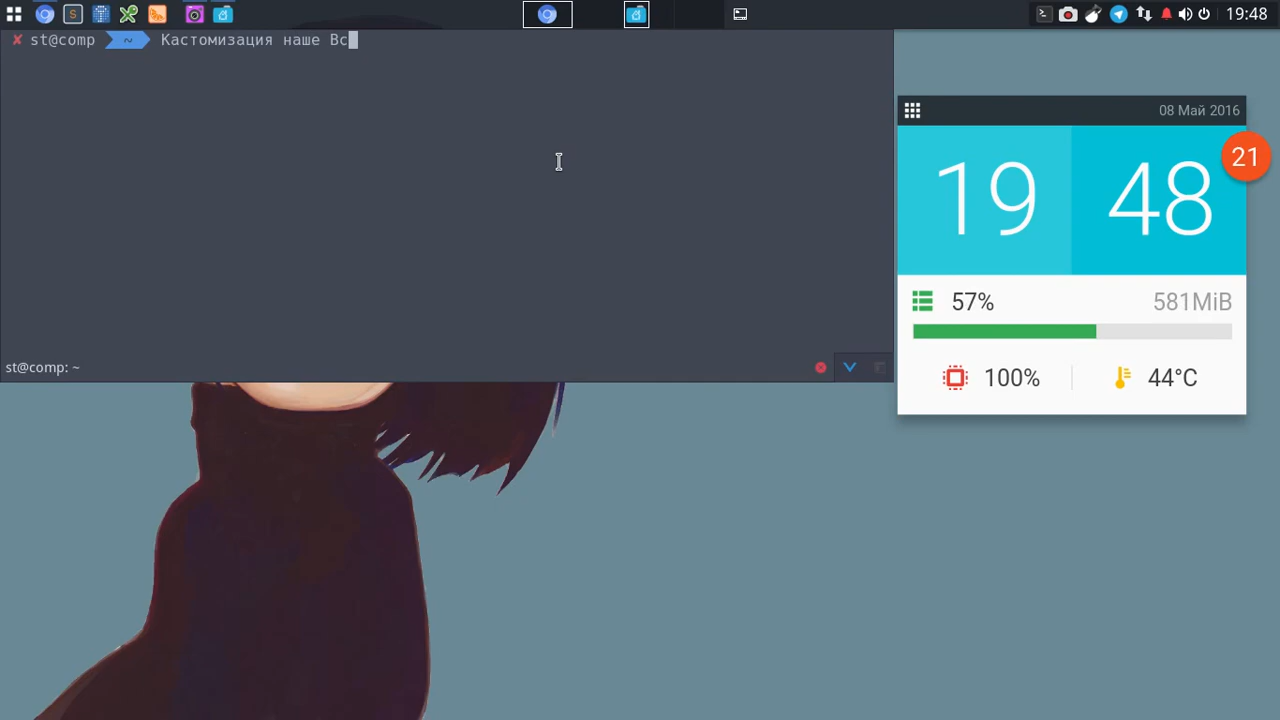 19:48
✘ st@comp ~ Кастомизация наше Вс
08 Май 2016
19 48
21
57% 581MiB
100% 44°C
st@comp: ~